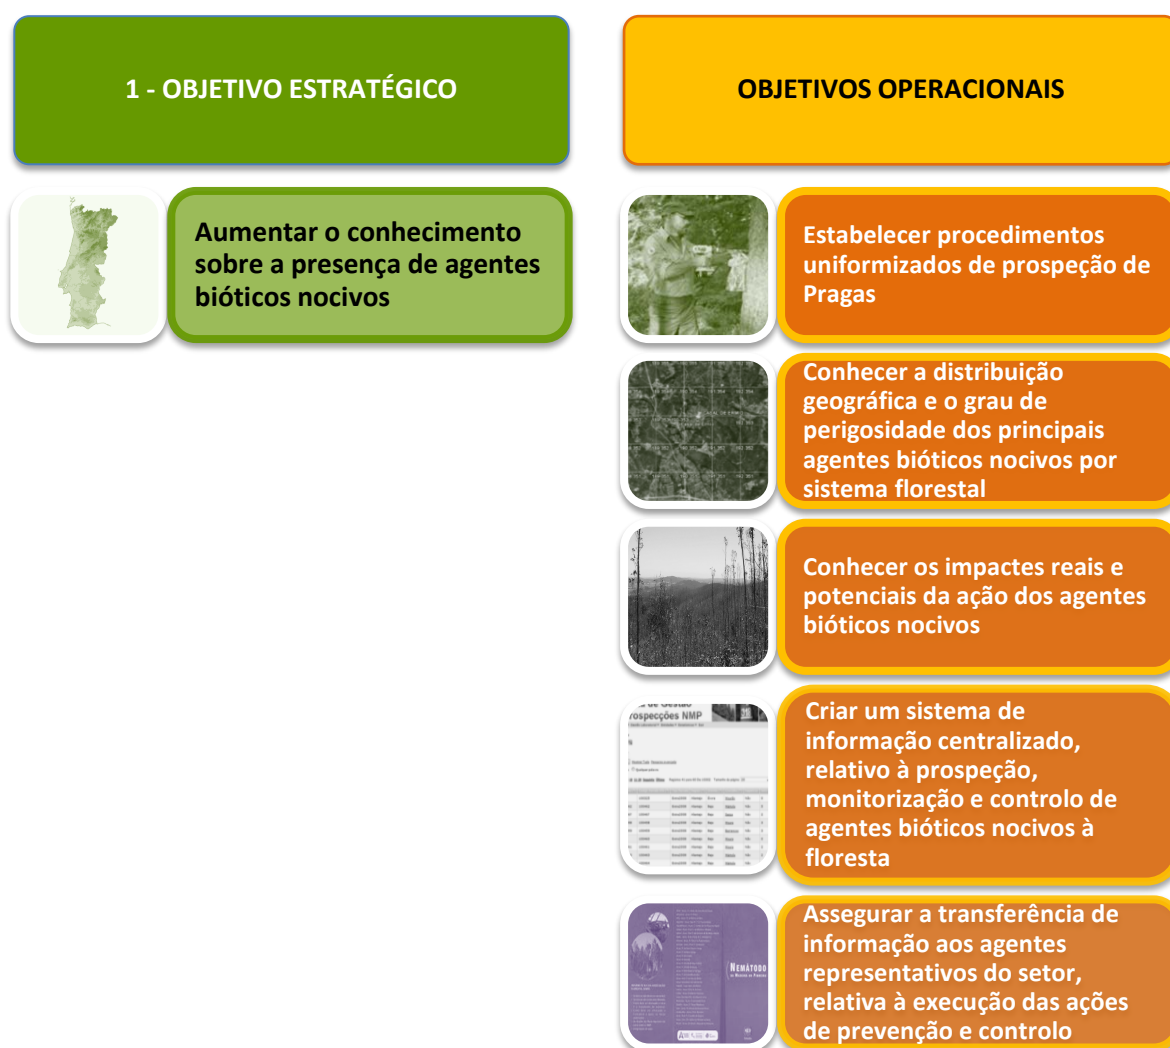 1 - OBJETIVO ESTRATÉGICO
Aumentar o conhecimento
sobre a presença de agentes
bióticos nocivos
OBJETIVOS OPERACIONAIS
Estabelecer procedimentos
uniformizados de prospeção de
Pragas
Conhecer a distribuição
geográfica e o grau de
perigosidade dos principais
agentes bióticos nocivos por
sistema florestal
Conhecer os impactes reais e
potenciais da ação dos agentes
bióticos nocivos
rospecções NMP
Criar um sistema de
informação centralizado,
relativo à prospeção,
monitorização e controlo de
agentes bióticos nocivos à
floresta
NEMÁTODO
Assegurar a transferência de
informação aos agentes
representativos do setor,
relativa à execução das ações
de prevenção e controlo